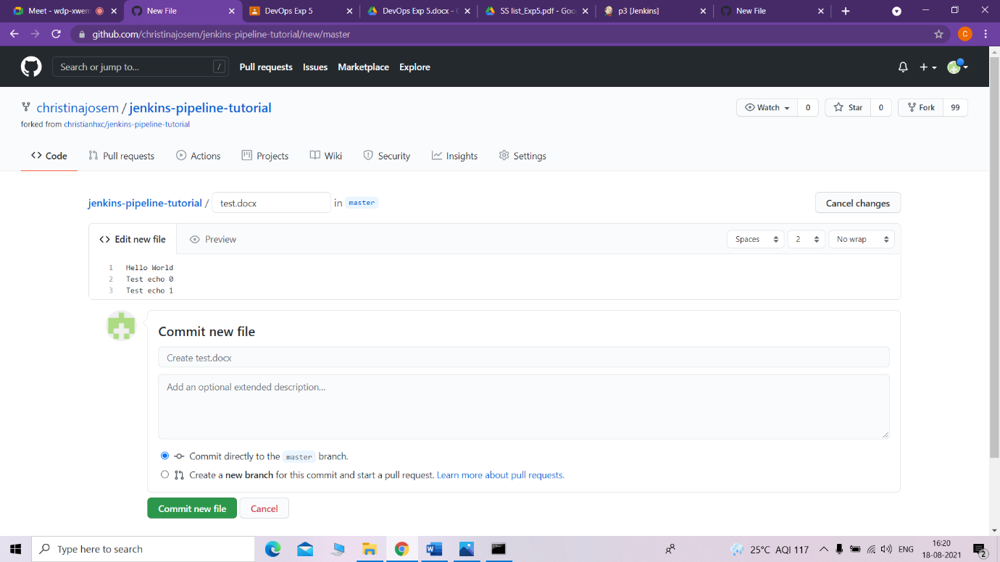 Meet - wdp-xwem
New File
DevOps Exp 5
DevOps Exp 5.docx - G
SS list_Exp5.pdf - Goo
p3 [Jenkins]
New File
github.com/christinajosem/jenkins-pipeline-tutorial/new/master
C
Search or jump to...
/
Pull requests
Issues
Marketplace
Explore
christinajosem / jenkins-pipeline-tutorial
Watch 0
Star 0
Fork 99
forked from christianhxc/jenkins-pipeline-tutorial
Code
Pull requests
Actions
Projects
Wiki
Security
Insights
Settings
jenkins-pipeline-tutorial / test.docx in master
Cancel changes
Edit new file
Preview
Spaces
2
No wrap
1 Hello World
2 Test echo 0
3 Test echo 1
Commit new file
Create test.docx
Add an optional extended description...
Commit directly to the master branch.
Create a new branch for this commit and start a pull request. Learn more about pull requests.
Commit new file
Cancel
Type here to search
25°C AQI 117
ENG
16:20
18-08-2021
2